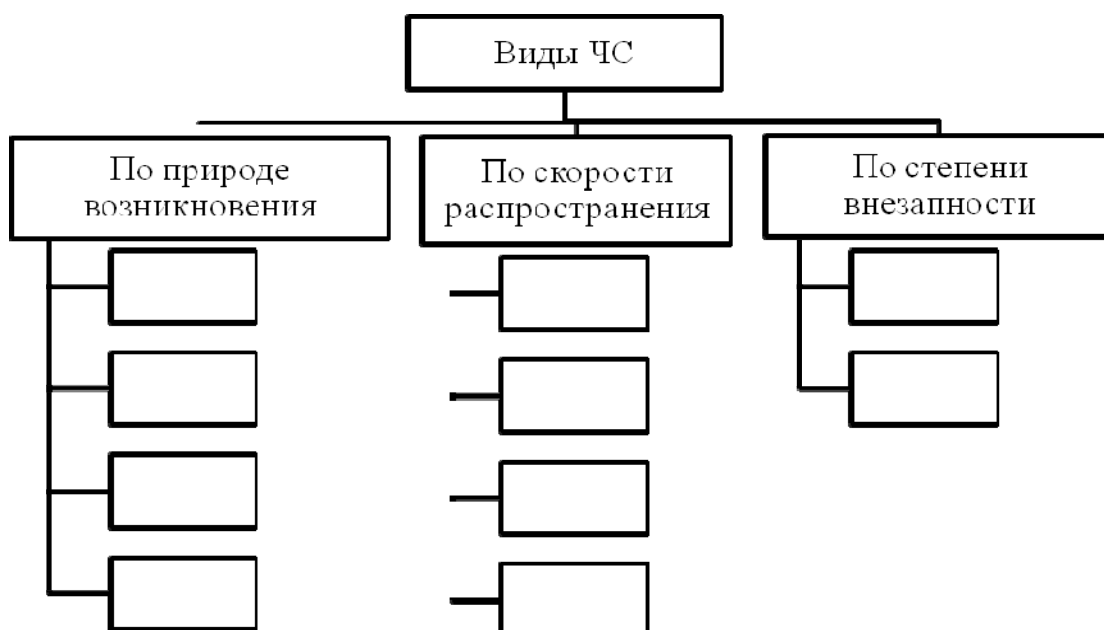 Виды ЧС
По природе
возникновения
По скорости
распространения
По степени
внезапности